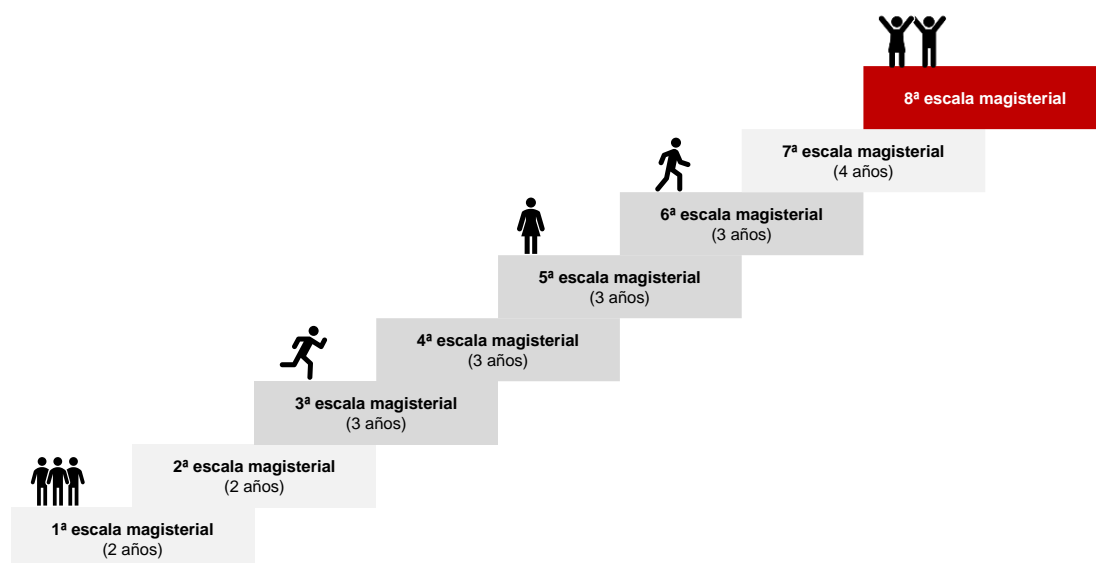 8ª escala magisterial
7ª escala magisterial
(4 años)
6ª escala magisterial
(3 años)
5ª escala magisterial
(3 años)
4ª escala magisterial
(3 años)
3ª escala magisterial
(3 años)
2ª escala magisterial
(2 años)
1ª escala magisterial
(2 años)